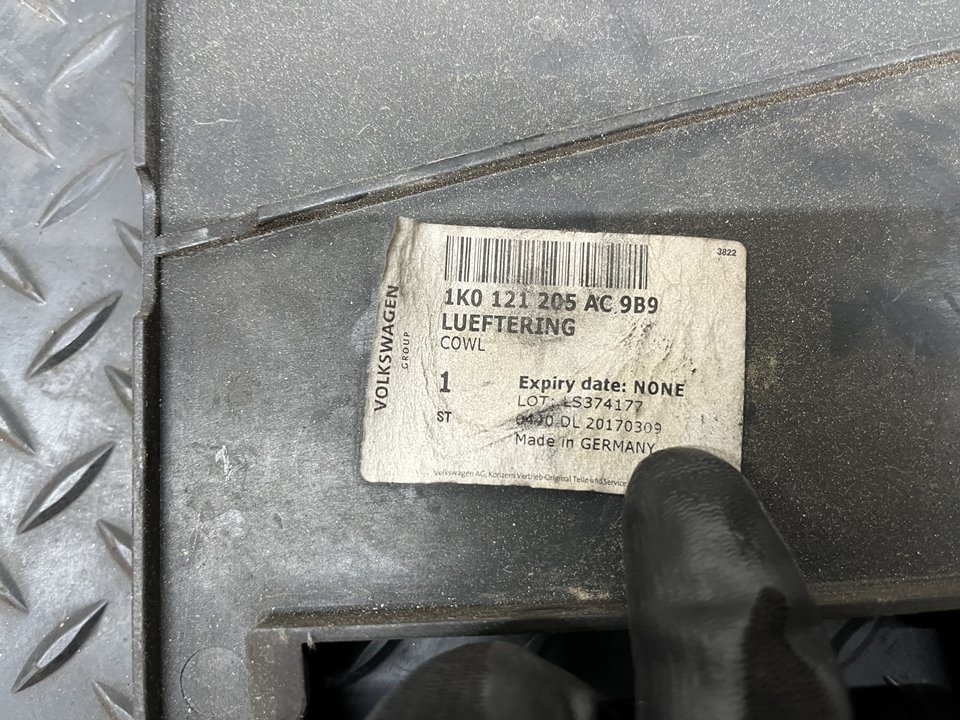 3822
1K0 121 205 AC 9B9
LUEFTERING
COWL
VOLKSWAGEN
GROUP
1
ST
Expiry date: NONE
LOT: LS374177
0440 DL 20170309
Made in GERMANY
Volkswagen AG, Konzern Vertrieb-Original Teile und Service